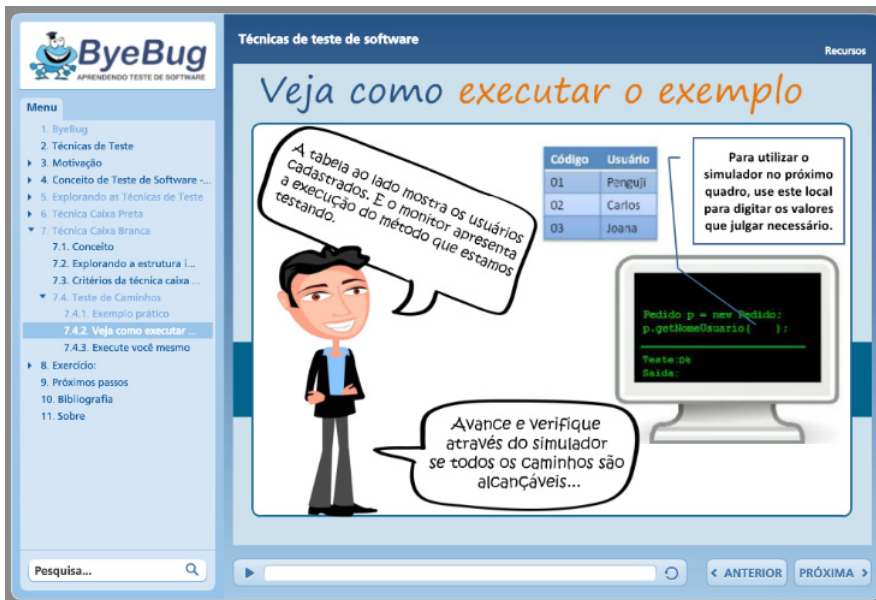 ByeBug
APRENDENDO TESTE DE SOFTWARE
Menu
1. ByeBug
2. Técnicas de Teste
3. Motivação
4. Conceito de Teste de Software -...
5. Explorando as Técnicas de Teste
6. Técnica Caixa Preta
7. Técnica Caixa Branca
7.1. Conceito
7.2. Explorando a estrutura i...
7.3. Critérios da técnica caixa ...
7.4. Teste de Caminhos
7.4.1. Exemplo prático
7.4.2. Veja como executar ...
7.4.3. Execute você mesmo
8. Exercício:
9. Próximos passos
10. Bibliografia
11. Sobre
Pesquisa...
Técnicas de teste de software
Recursos
Veja como executar o exemplo
A tabela ao lado mostra os usuários
cadastrados. E o monitor apresenta
a execução do método que estamos
testando.
Código Usuário
01 Penguji
02 Carlos
03 Joana
Para utilizar o
simulador no próximo
quadro, use este local
para digitar os valores
que julgar necessário.
Pedido p = new Pedido;
p.getNomeUsuario( );
Teste:0%
Saida:
Avance e verifique
através do simulador
se todos os caminhos são
alcançáveis...
< ANTERIOR
PRÓXIMA >